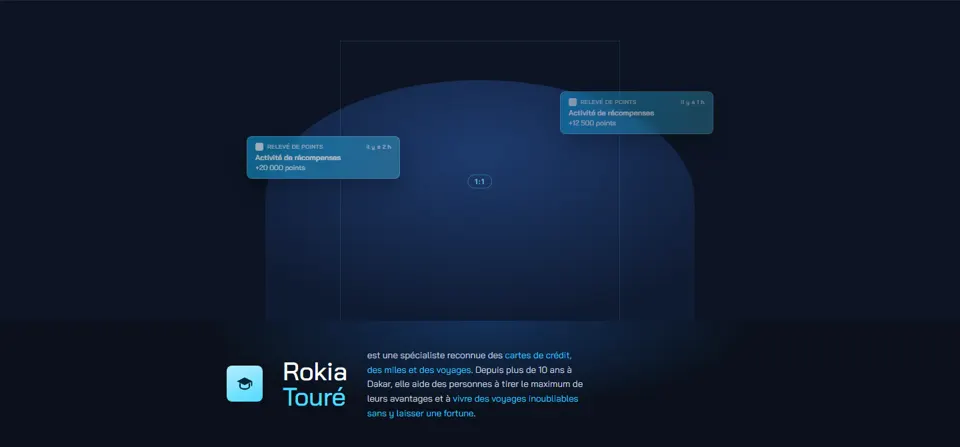 RELEVÉ DE POINTS Il y a 1 h
Activité de récompenses
+12 500 points
RELEVÉ DE POINTS Il y a 2 h
Activité de récompenses
+20 000 points
1:1
Rokia
Touré
est une spécialiste reconnue des cartes de crédit,
des miles et des voyages. Depuis plus de 10 ans à
Dakar, elle aide des personnes à tirer le maximum de
leurs avantages et à vivre des voyages inoubliables
sans y laisser une fortune.